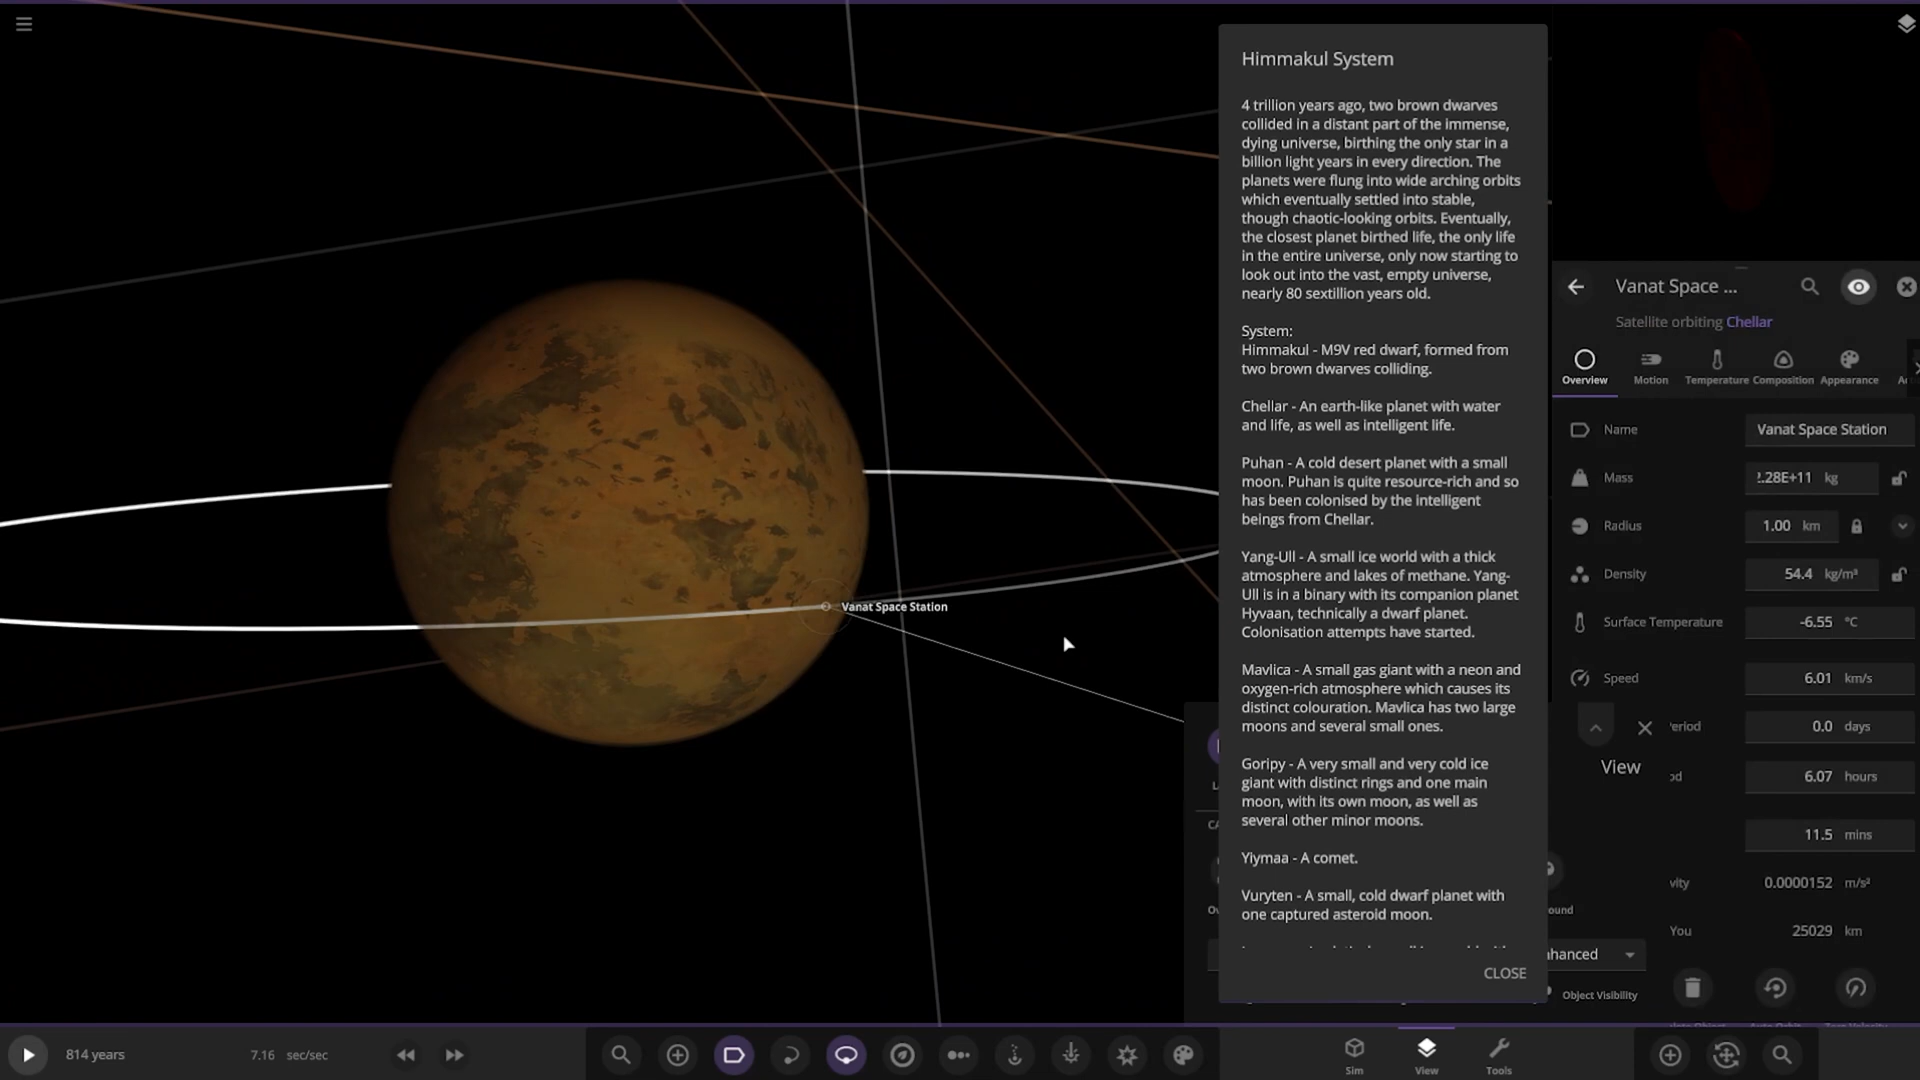 Himmakul System
4 trillion years ago, two brown dwarves
collided in a distant part of the immense,
dying universe, birthing the only star in a
billion light years in every direction. The
planets were flung into wide arching orbits
which eventually settled into stable,
though chaotic-looking orbits. Eventually,
the closest planet birthed life, the only life
in the entire universe, only now starting to
look out into the vast, empty universe,
nearly 80 sextillion years old.
System:
Himmakul - M9V red dwarf, formed from
two brown dwarves colliding.
Chellar - An earth-like planet with water
and life, as well as intelligent life.
Puhan - A cold desert planet with a small
moon. Puhan is quite resource-rich and so
has been colonised by the intelligent
beings from Chellar.
Yang-Ull - A small ice world with a thick
atmosphere and lakes of methane. Yang-
Ull is in a binary with its companion planet
Hyvaan, technically a dwarf planet.
Colonisation attempts have started.
Mavlica - A small gas giant with a neon and
oxygen-rich atmosphere which causes its
distinct colouration. Mavlica has two large
moons and several small ones.
Goripy - A very small and very cold ice
giant with distinct rings and one main
moon, with its own moon, as well as
several other minor moons.
Yiymaa - A comet.
Vuryten - A small, cold dwarf planet with
one captured asteroid moon.
CLOSE
Vanat Space Station
Vanat Space ...
Satellite orbiting Chellar
Overview Motion Temperature Composition Appearance
Name Vanat Space Station
Mass 2.28E+11 kg
Radius 1.00 km
Density 54.4 kg/m³
Surface Temperature -6.55 °C
Speed 6.01 km/s
eriod 0.0 days
View
od 6.07 hours
11.5 mins
vity 0.0000152 m/s²
ound
You 25029 km
nhanced
Object Visibility
814 years
7.16 sec/sec
Sim View Tools